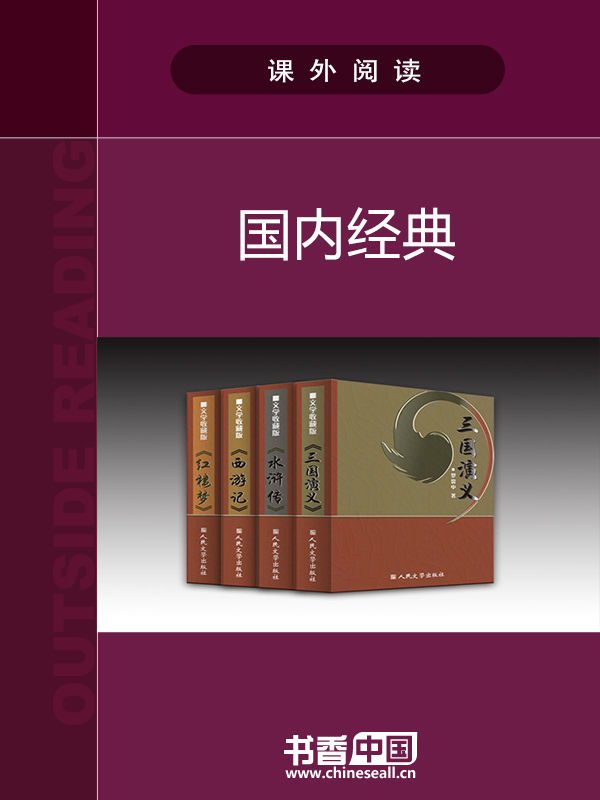 课外阅读
国内经典
OUTSIDE READING
■文学收藏版
《红楼梦》
人民文学出版社
■文学收藏版
《西游记》
人民文学出版社
■文学收藏版
《水浒传》
人民文学出版社
■文学收藏版
《三国演义》
人民文学出版社
三国演义
罗贯中 著
人民文学出版社
书香中国
www.chineseall.cn